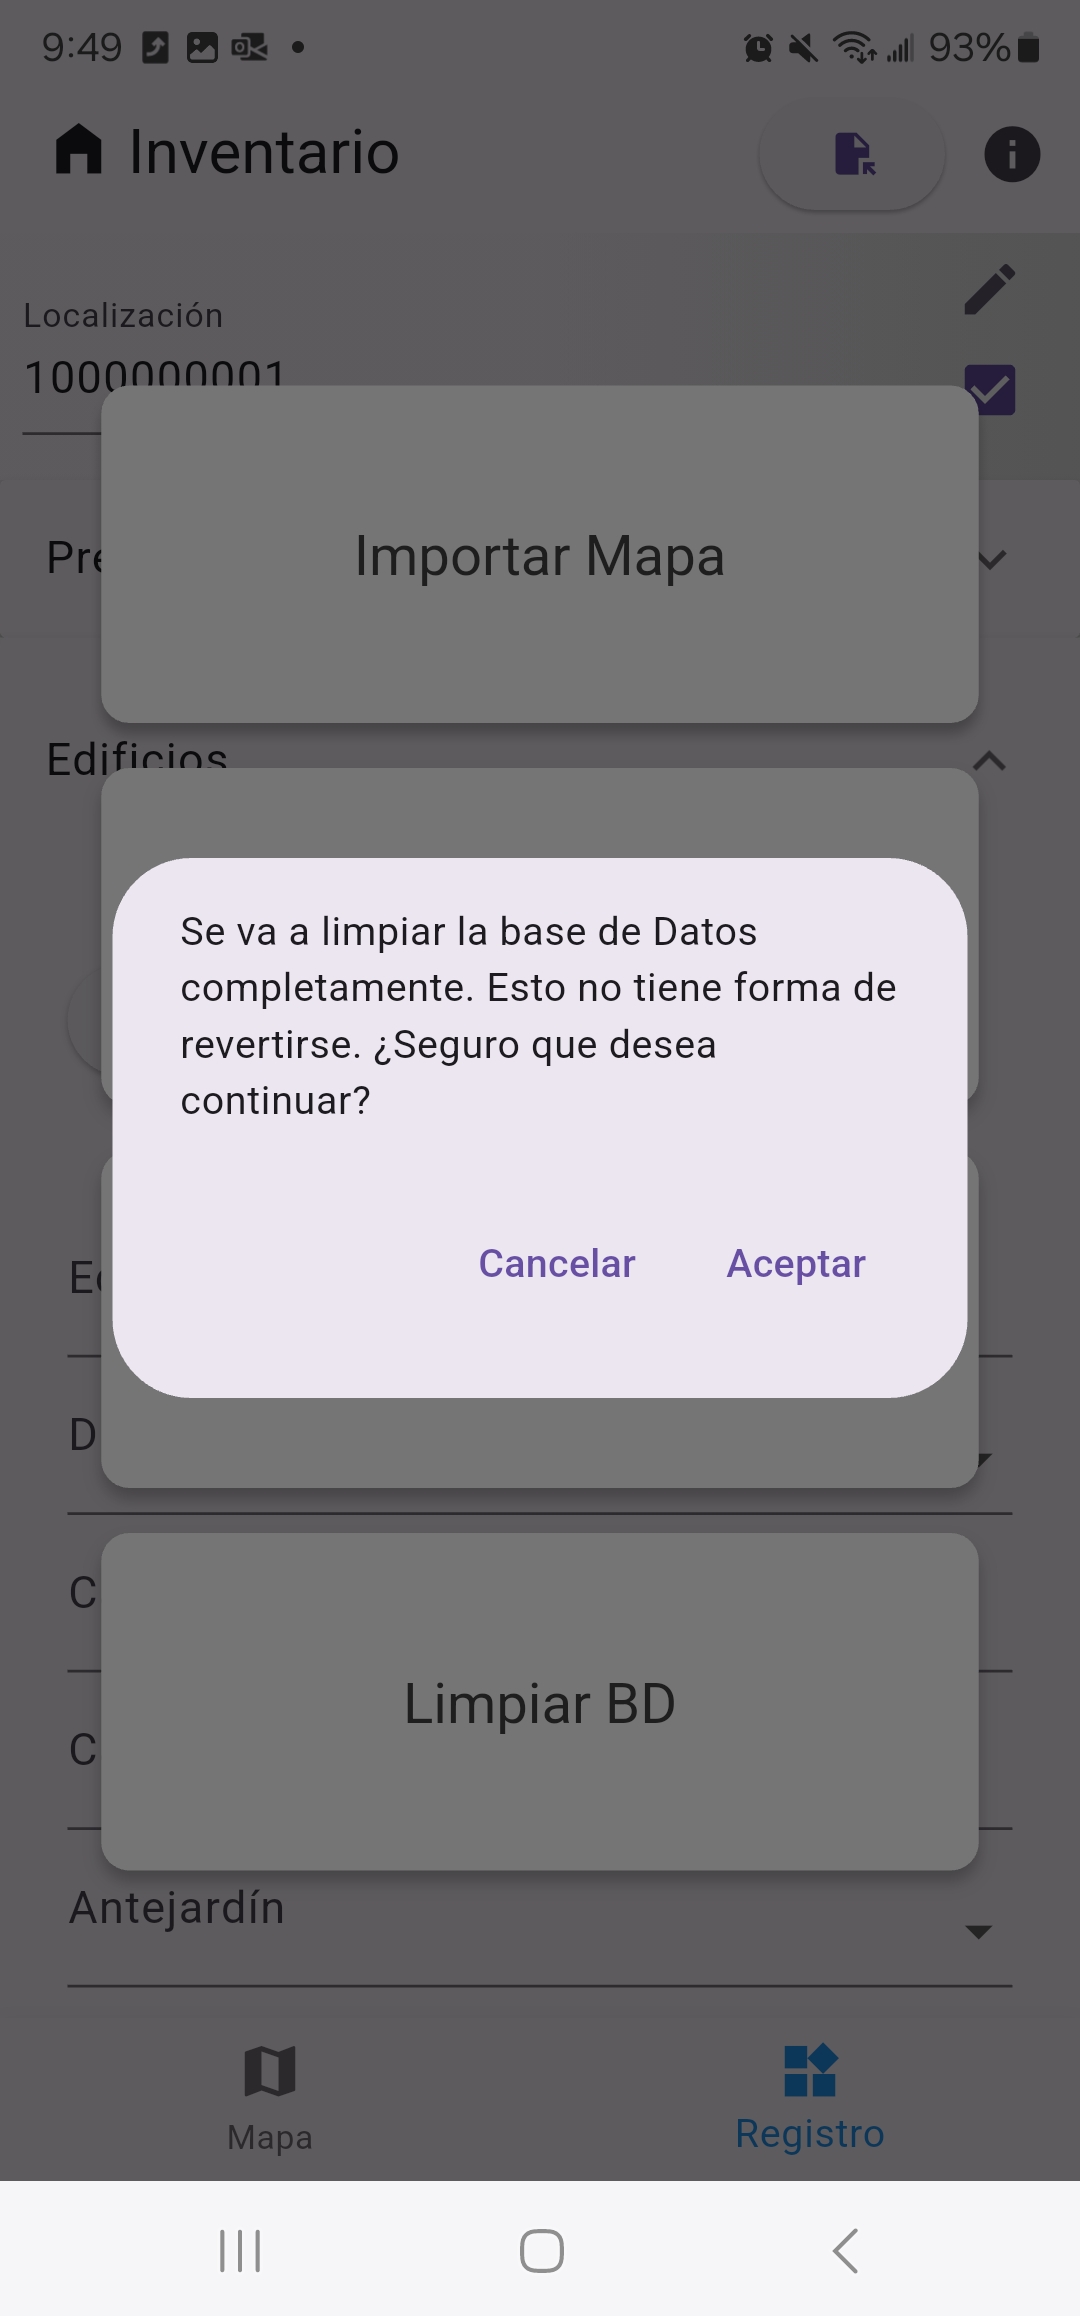 9:49
93%
Inventario
Localización
1000000001
Importar Mapa
Edificios
Se va a limpiar la base de Datos
completamente. Esto no tiene forma de
revertirse. ¿Seguro que desea
continuar?
Cancelar Aceptar
Limpiar BD
Antejardín
Mapa
Registro